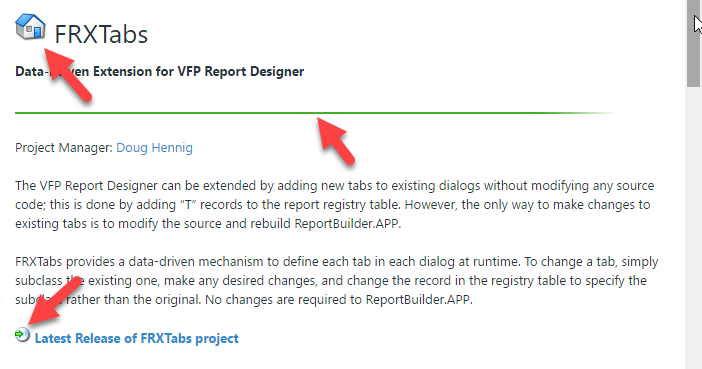 FRXTabs
Data-Driven Extension for VFP Report Designer
Project Manager: Doug Hennig
The VFP Report Designer can be extended by adding new tabs to existing dialogs without modifying any source
code; this is done by adding “T” records to the report registry table. However, the only way to make changes to
existing tabs is to modify the source and rebuild ReportBuilder.APP.
FRXTabs provides a data-driven mechanism to define each tab in each dialog at runtime. To change a tab, simply
subclass the existing one, make any desired changes, and change the record in the registry table to specify the
subclass rather than the original. No changes are required to ReportBuilder.APP.
Latest Release of FRXTabs project